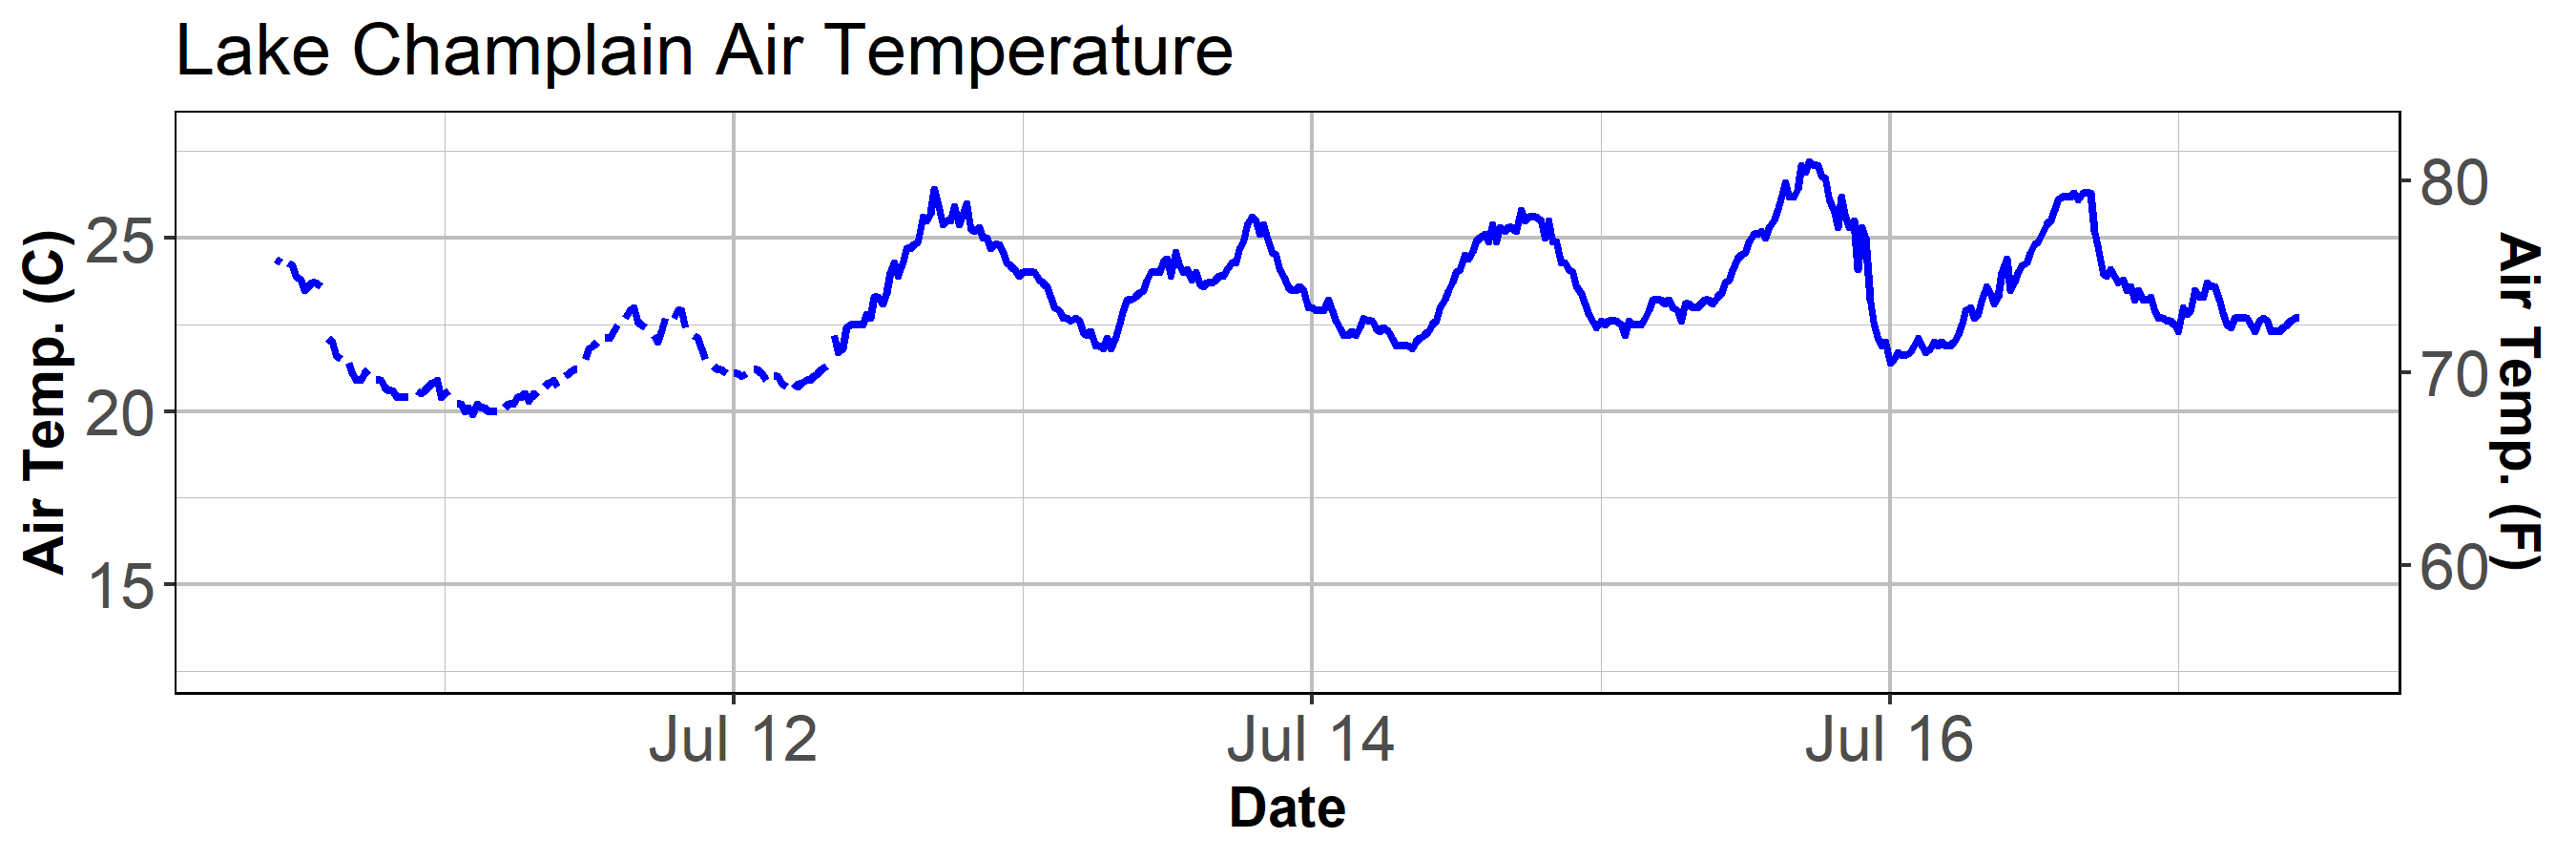 Lake Champlain Air Temperature
Air Temp. (C)
25
20
15
80
70
60
Air Temp. (F)
Jul 12
Jul 14
Jul 16
Date